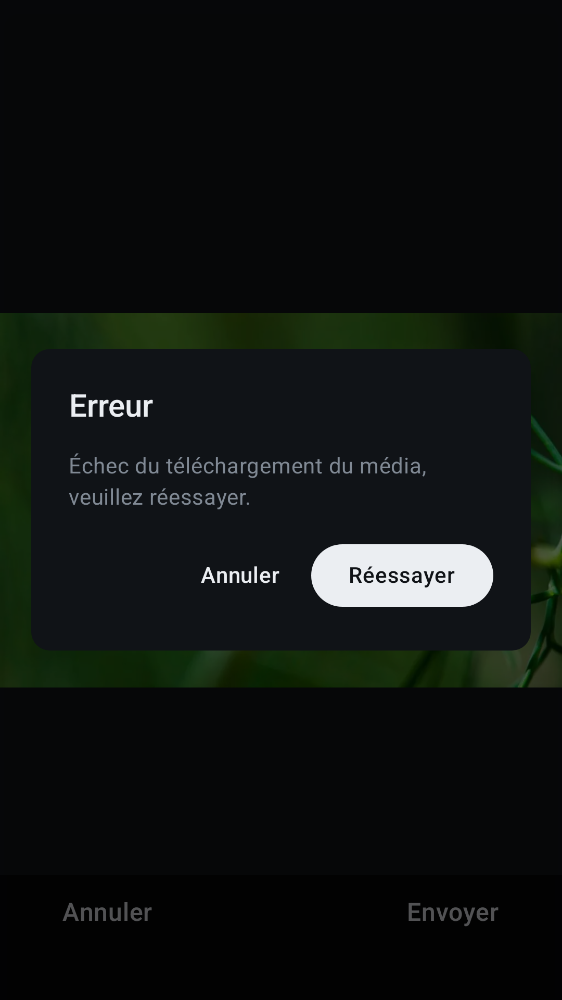 Erreur
Échec du téléchargement du média,
veuillez réessayer.
Annuler
Réessayer
Annuler
Envoyer